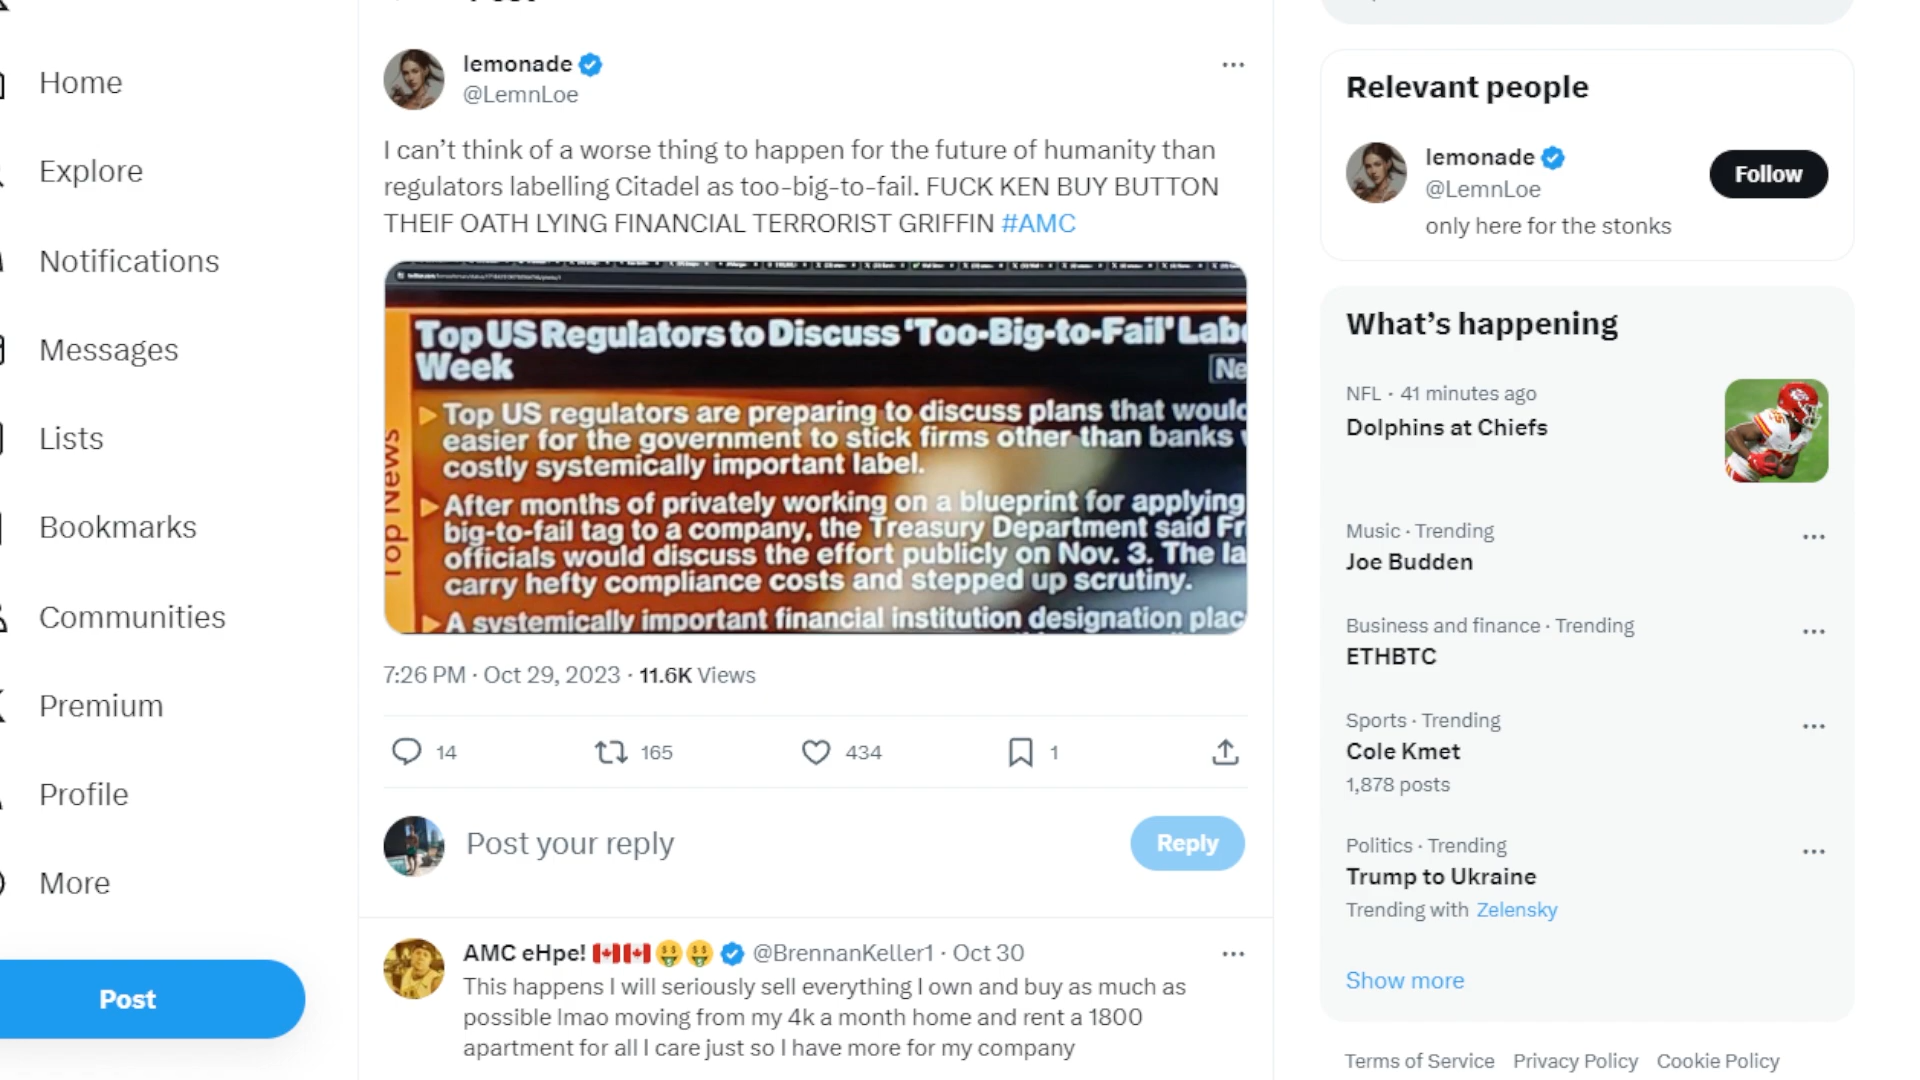 Home
Explore
Notifications
Messages
Lists
Bookmarks
Communities
Premium
Profile
More
Post
lemonade
@LemnLoe
I can’t think of a worse thing to happen for the future of humanity than
regulators labelling Citadel as too-big-to-fail. FUCK KEN BUY BUTTON
THEIF OATH LYING FINANCIAL TERRORIST GRIFFIN #AMC
Top US Regulators to Discuss 'Too-Big-to-Fail'
Week
Top News
Top US regulators are preparing to discuss plans that
easier for the government to stick firms other than banks
costly systemically important label.
After months of privately working on a blueprint for applying
big-to-fail tag to a company, the Treasury Department said
officials would discuss the effort publicly on Nov. 3. The
carry hefty compliance costs and stepped up scrutiny.
A systemically important financial institution designation
7:26 PM · Oct 29, 2023 · 11.6K Views
14 165 434 1
Post your reply
Reply
AMC eHpe! 🇨🇦🇨🇦🤑🤑 @BrennanKeller1 · Oct 30
This happens I will seriously sell everything I own and buy as much as
possible lmao moving from my 4k a month home and rent a 1800
apartment for all I care just so I have more for my company
Relevant people
lemonade
@LemnLoe
Follow
only here for the stonks
What’s happening
NFL · 41 minutes ago
Dolphins at Chiefs
Music · Trending
Joe Budden
Business and finance · Trending
ETHBTC
Sports · Trending
Cole Kmet
1,878 posts
Politics · Trending
Trump to Ukraine
Trending with Zelensky
Show more
Terms of Service Privacy Policy Cookie Policy